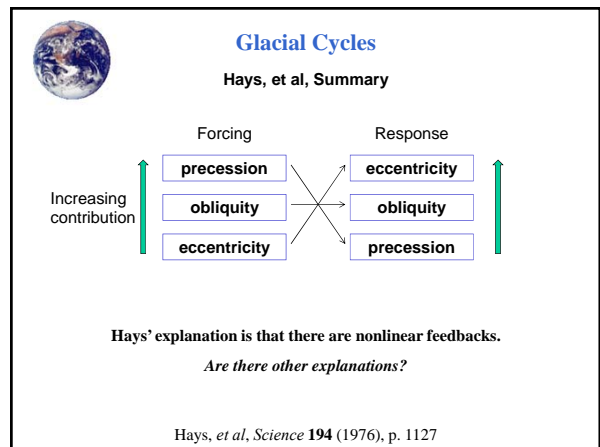 Glacial Cycles
Hays, et al, Summary
Forcing Response
precession eccentricity
Increasing
contribution
obliquity obliquity
eccentricity precession
Hays' explanation is that there are nonlinear feedbacks.
Are there other explanations?
Hays, et al, Science 194 (1976), p. 1127